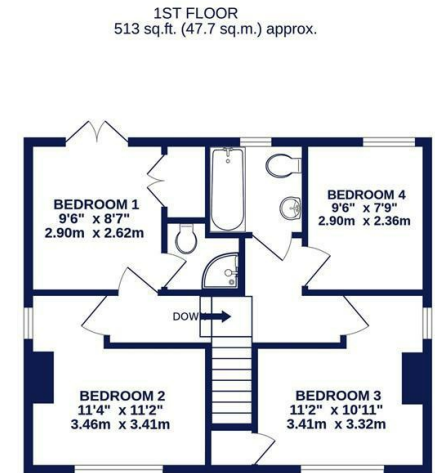 1ST FLOOR
513 sq.ft. (47.7 sq.m.) approx.
BEDROOM 1
9'6" x 8'7"
2.90m x 2.62m
BEDROOM 4
9'6" x 7'9"
2.90m x 2.36m
DOWN
BEDROOM 2
11'4" x 11'2"
3.46m x 3.41m
BEDROOM 3
11'2" x 10'11"
3.41m x 3.32m